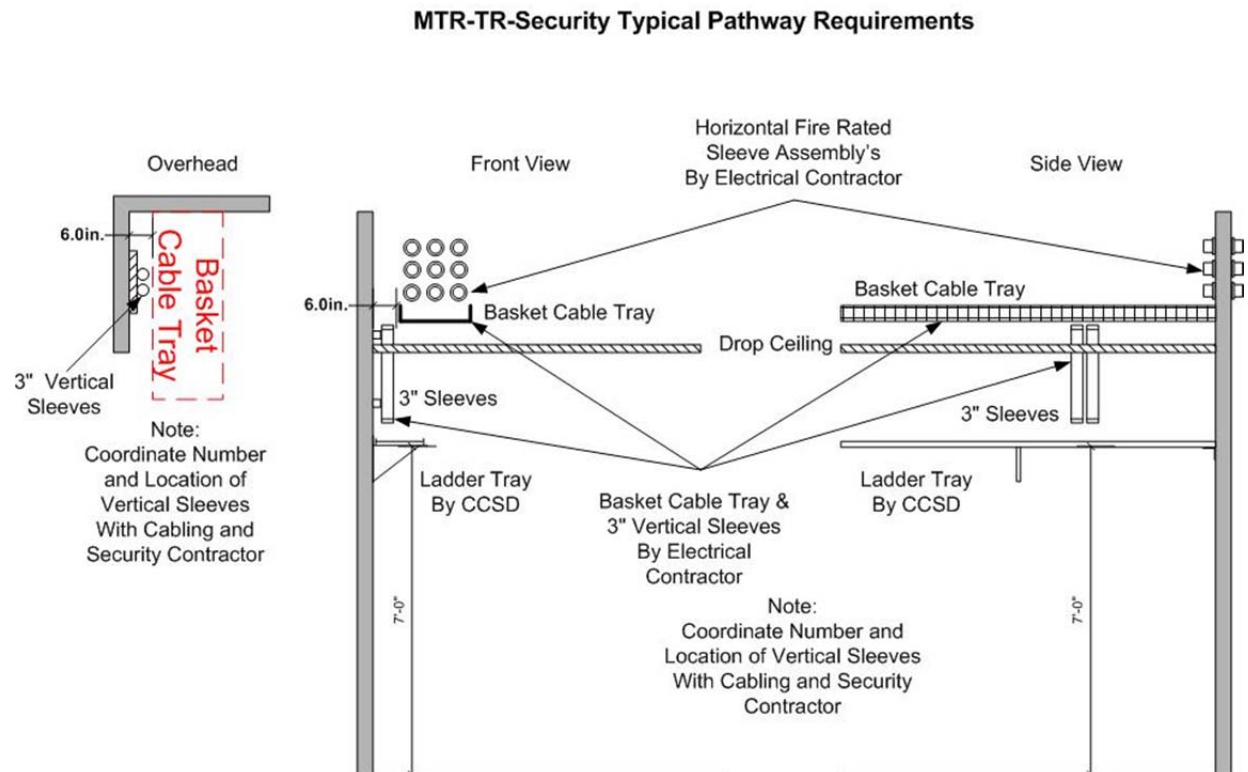 MTR-TR-Security Typical Pathway Requirements
Overhead
6.0in.
Basket
Cable Tray
3" Vertical
Sleeves
Note:
Coordinate Number
and Location of
Vertical Sleeves
With Cabling and
Security Contractor
Front View
Horizontal Fire Rated
Sleeve Assembly's
By Electrical Contractor
Side View
6.0in.
Basket Cable Tray
Basket Cable Tray
Drop Ceiling
3" Sleeves
3" Sleeves
Ladder Tray
By CCSD
Basket Cable Tray &
3" Vertical Sleeves
By Electrical
Contractor
Ladder Tray
By CCSD
7'-0"
7'-0"
Note:
Coordinate Number and
Location of Vertical Sleeves
With Cabling and Security
Contractor